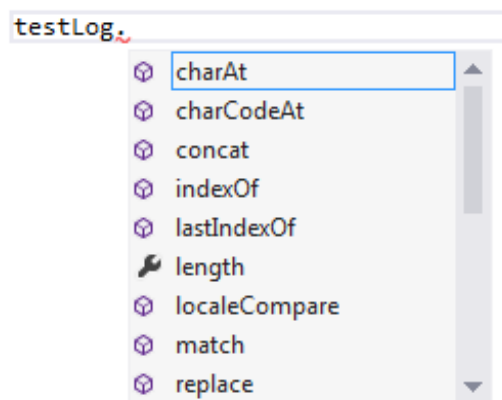 testLog.
charAt
charCodeAt
concat
indexOf
lastIndexOf
length
localeCompare
match
replace